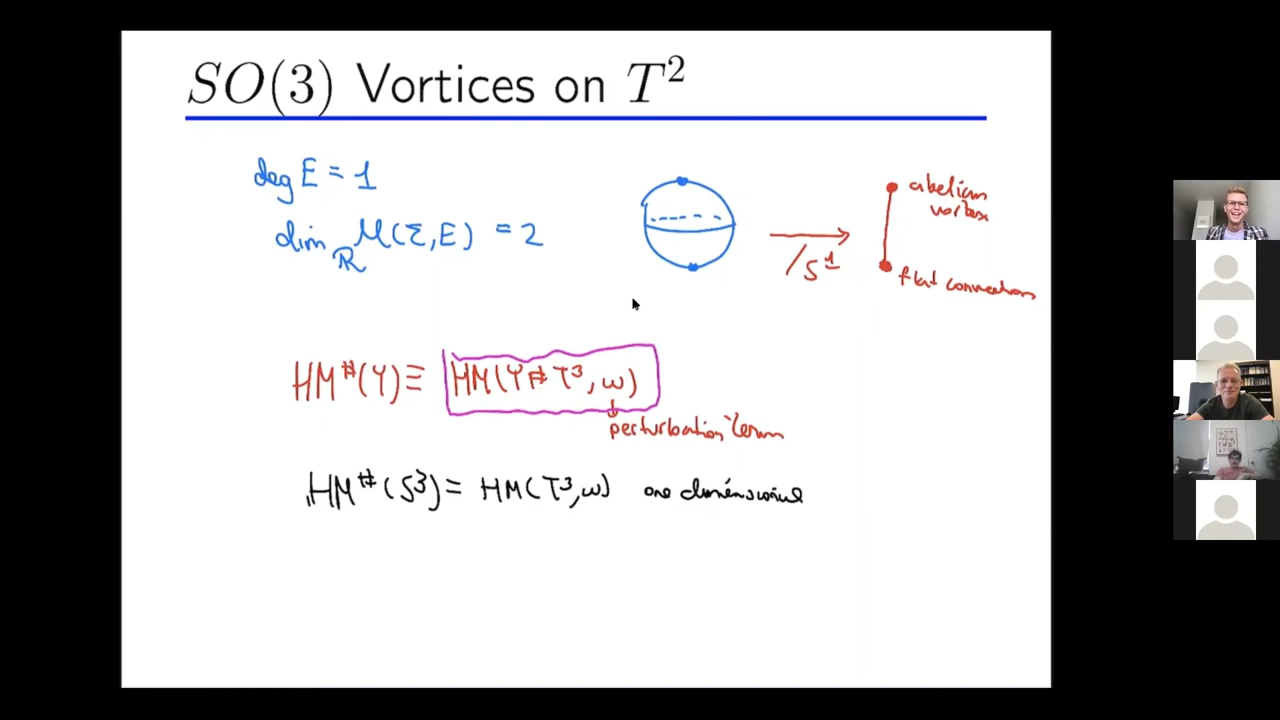 SO(3) Vortices on T²
deg E = 1
dim_ℝ M(Σ, E) = 2
/S¹
abelian
vortex
flat connections
HM^#(Y) ≡ HM(Y # T³, ω)
perturbation term
HM^#(S³) = HM(T³, ω) one dimensional